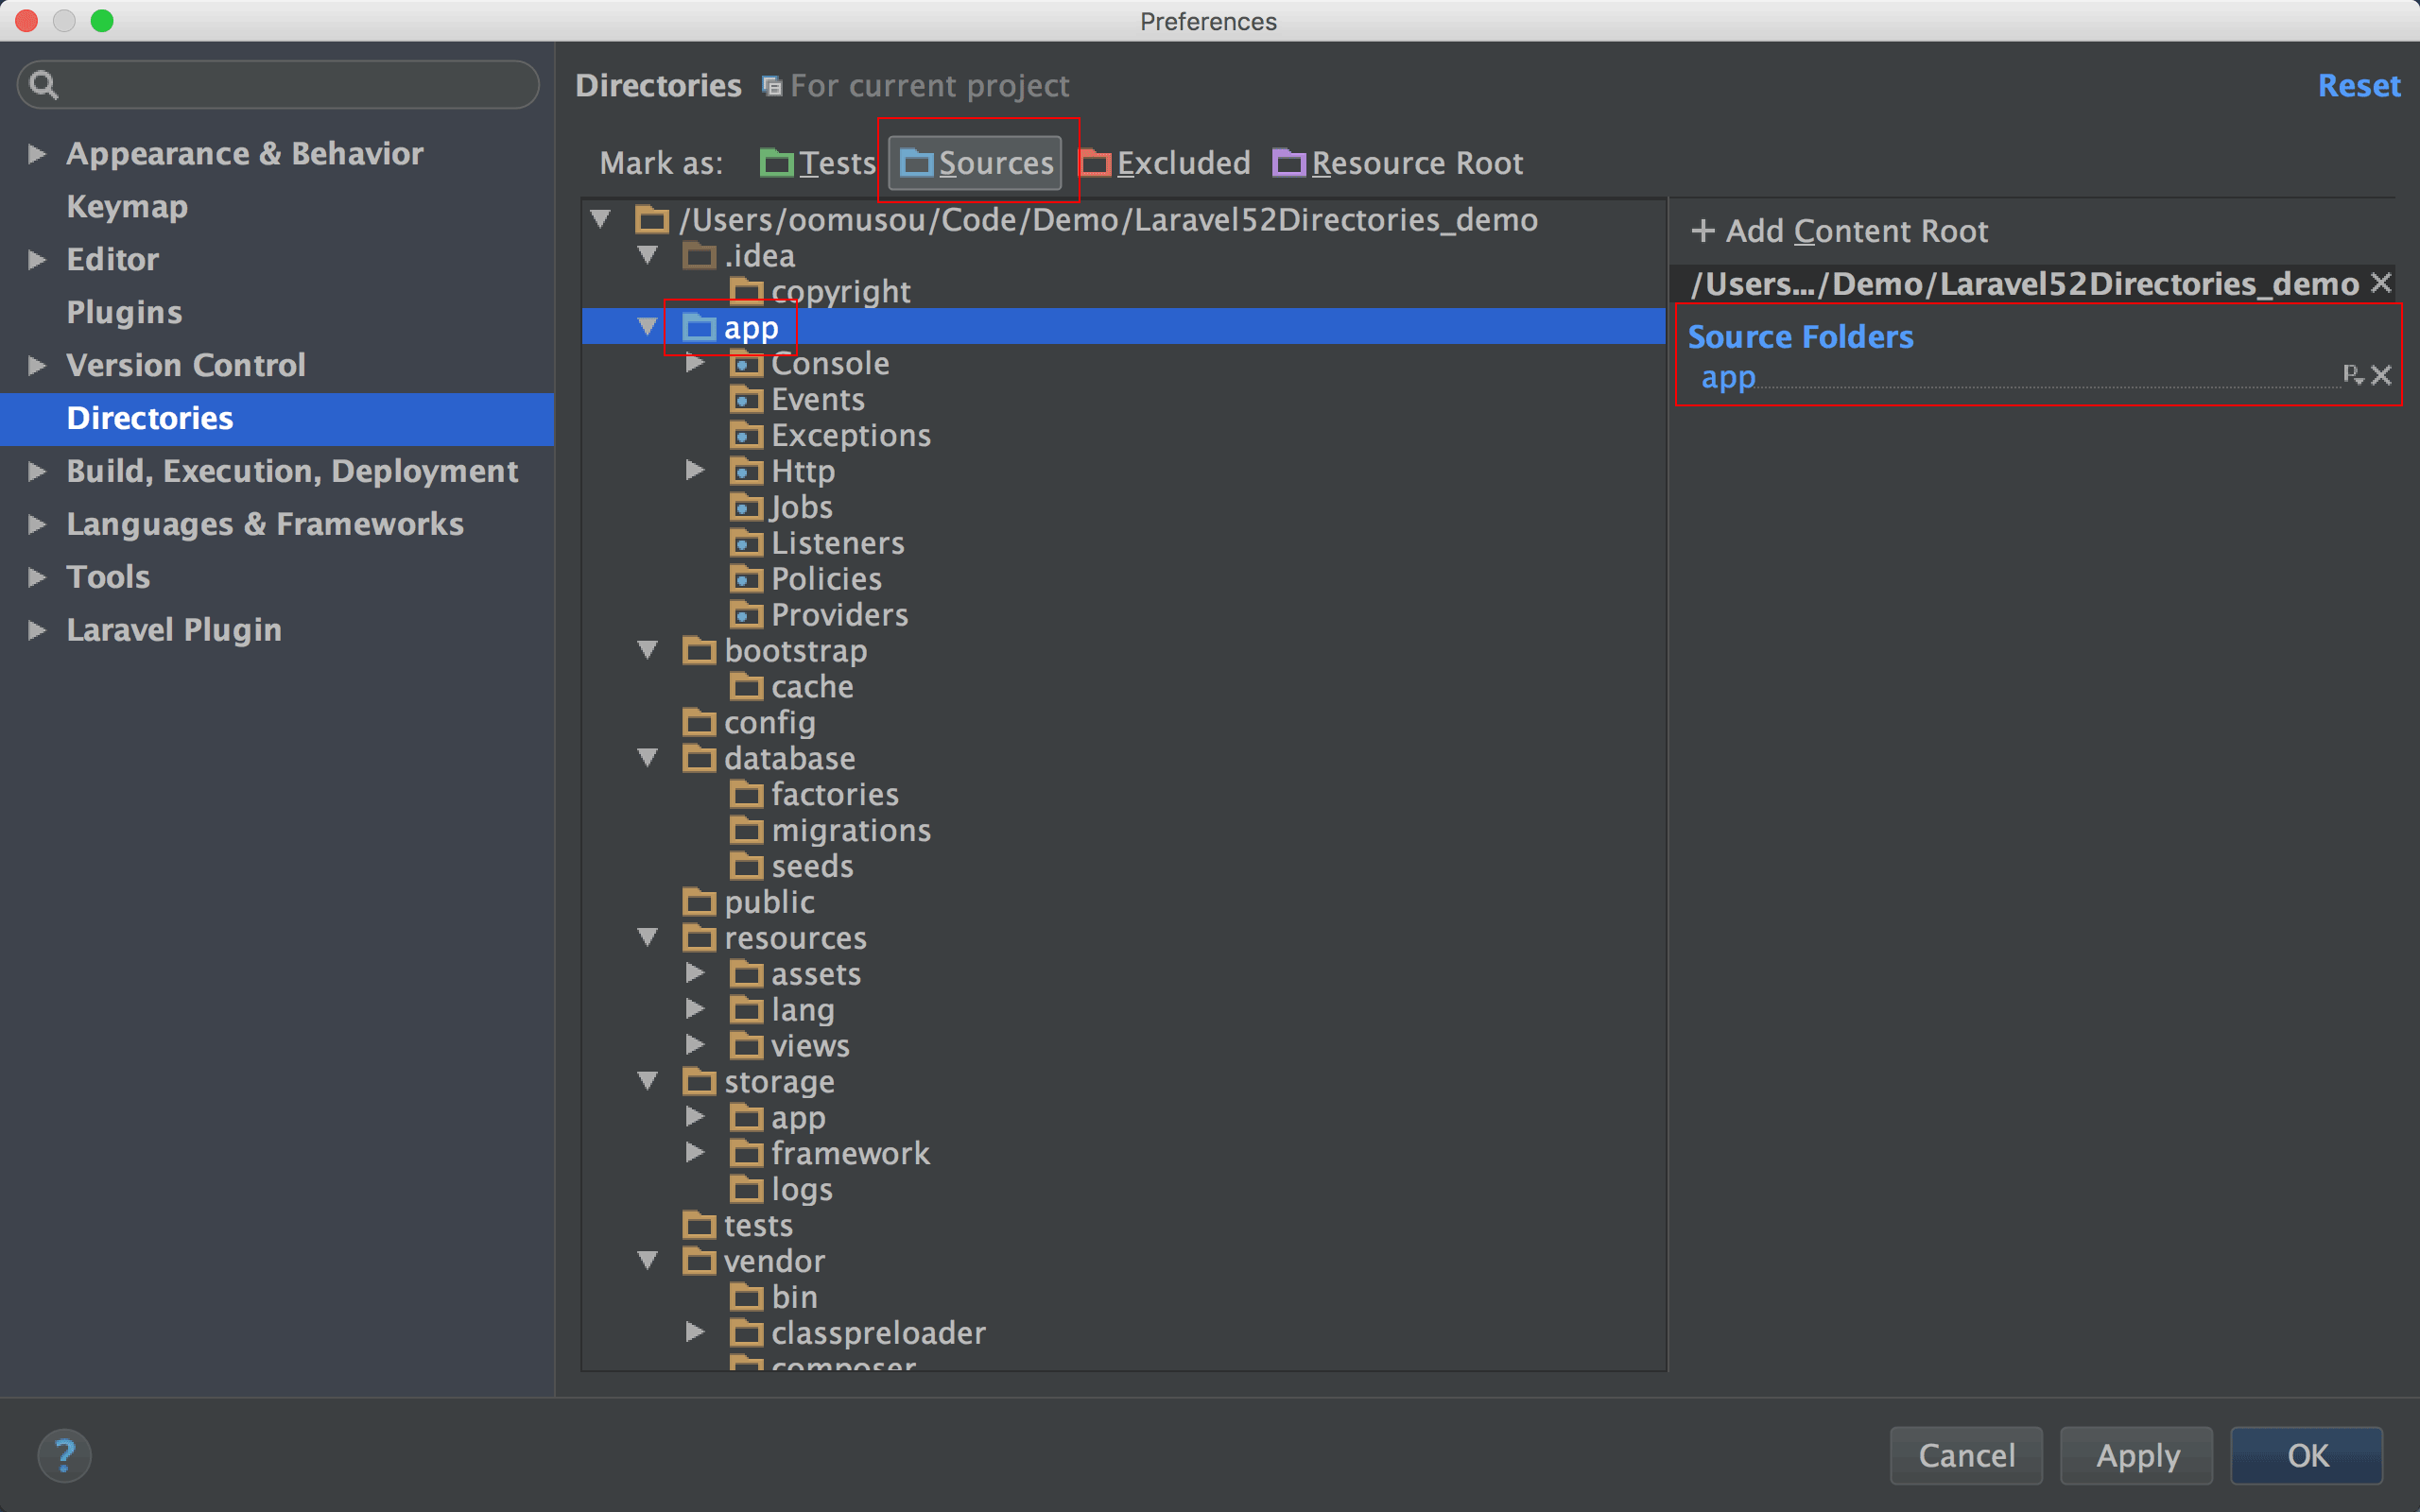 Preferences
Directories For current project
Reset
Mark as: Tests Sources Excluded Resource Root
Appearance & Behavior
Keymap
Editor
Plugins
Version Control
Directories
Build, Execution, Deployment
Languages & Frameworks
Tools
Laravel Plugin
/Users/oomusou/Code/Demo/Laravel52Directories_demo
.idea
copyright
app
Console
Events
Exceptions
Http
Jobs
Listeners
Policies
Providers
bootstrap
cache
config
database
factories
migrations
seeds
public
resources
assets
lang
views
storage
app
framework
logs
tests
vendor
bin
classpreloader
composer
+ Add Content Root
/Users.../Demo/Laravel52Directories_demo
Source Folders
app
P
?
Cancel
Apply
OK